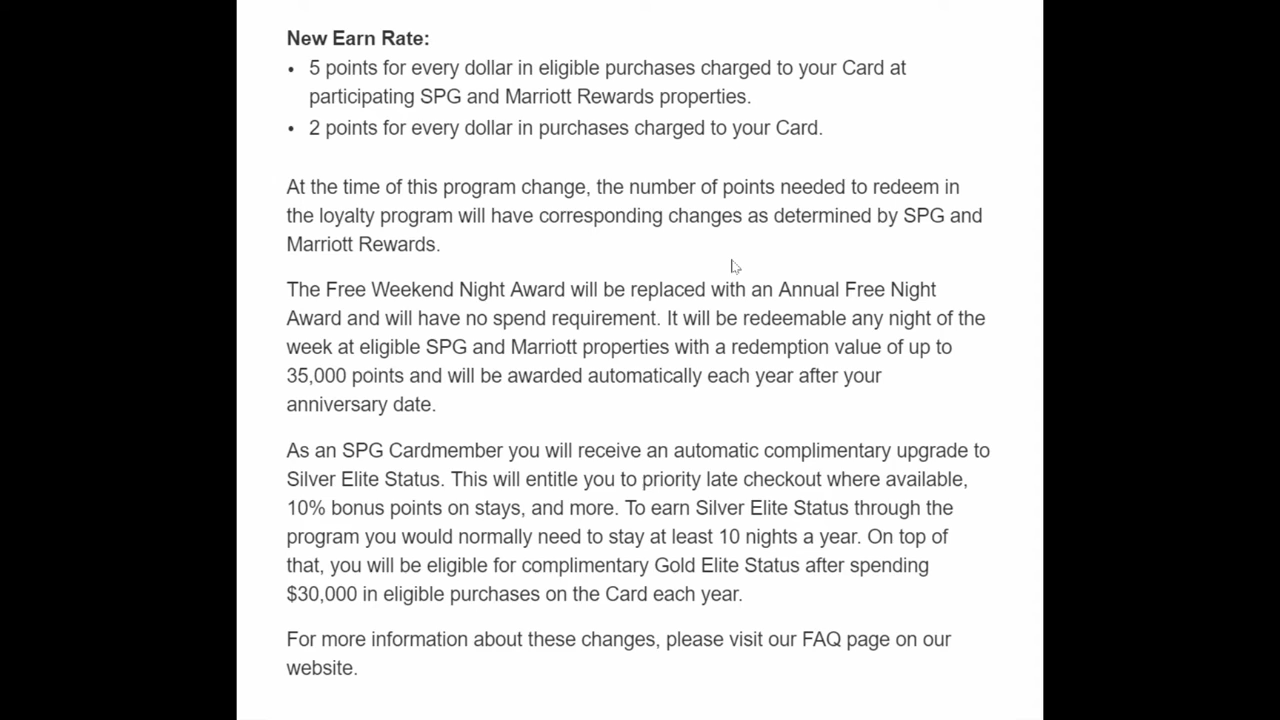 New Earn Rate:
• 5 points for every dollar in eligible purchases charged to your Card at
participating SPG and Marriott Rewards properties.
• 2 points for every dollar in purchases charged to your Card.
At the time of this program change, the number of points needed to redeem in
the loyalty program will have corresponding changes as determined by SPG and
Marriott Rewards.
The Free Weekend Night Award will be replaced with an Annual Free Night
Award and will have no spend requirement. It will be redeemable any night of the
week at eligible SPG and Marriott properties with a redemption value of up to
35,000 points and will be awarded automatically each year after your
anniversary date.
As an SPG Cardmember you will receive an automatic complimentary upgrade to
Silver Elite Status. This will entitle you to priority late checkout where available,
10% bonus points on stays, and more. To earn Silver Elite Status through the
program you would normally need to stay at least 10 nights a year. On top of
that, you will be eligible for complimentary Gold Elite Status after spending
$30,000 in eligible purchases on the Card each year.
For more information about these changes, please visit our FAQ page on our
website.